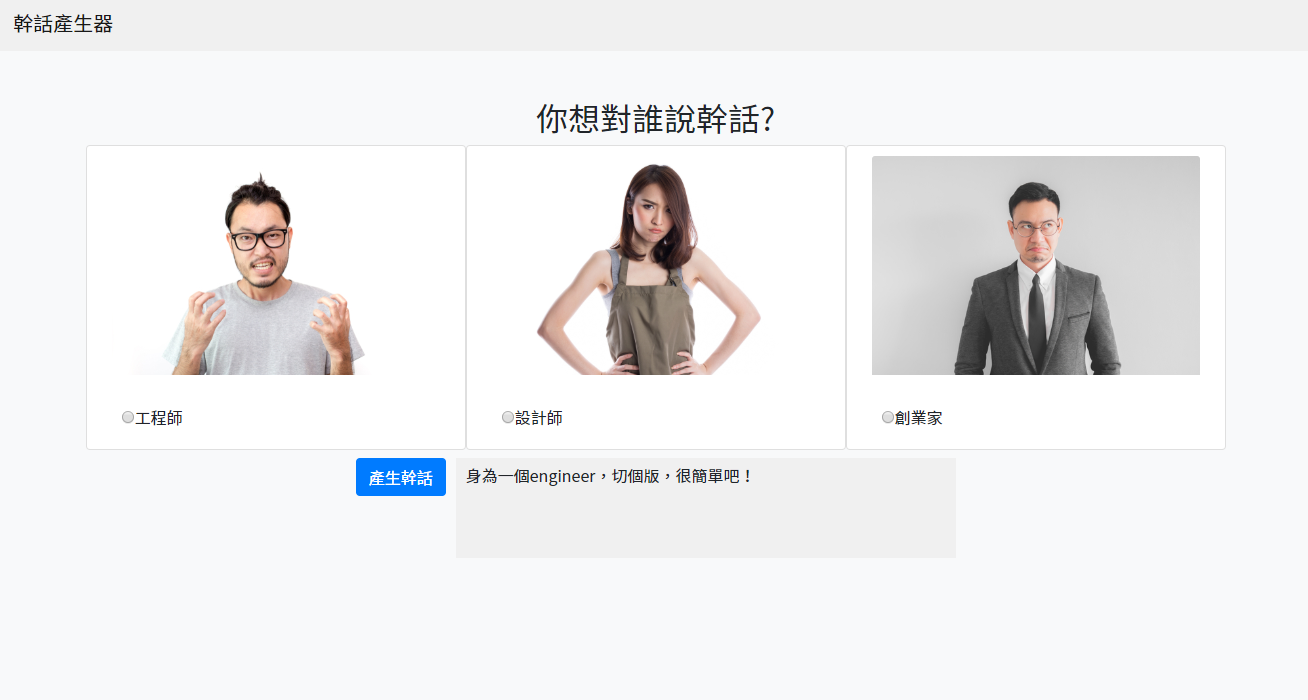 幹話產生器
你想對誰說幹話?
工程師
設計師
創業家
產生幹話
身為一個engineer，切個版，很簡單吧！